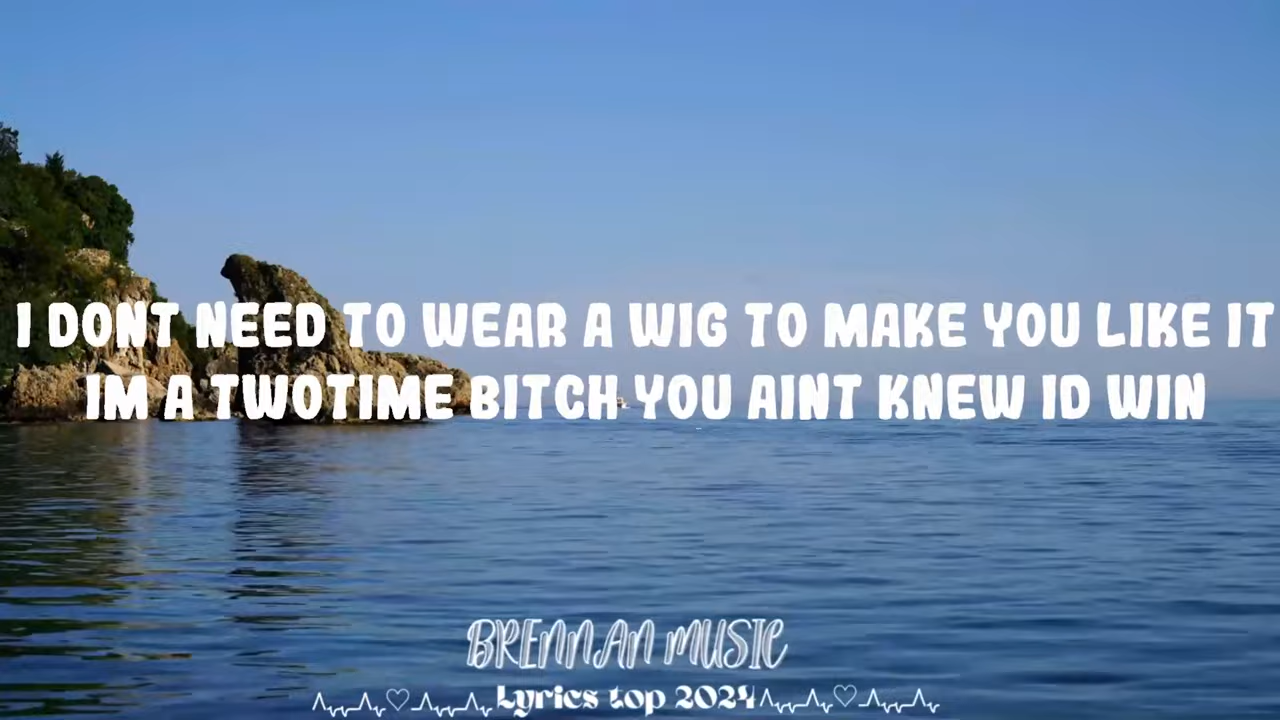 I DONT NEED TO WEAR A WIG TO MAKE YOU LIKE IT
IM A TWOTIME BITCH YOU AINT KNEW ID WIN
BRENNAN MUSIC
Lyrics top 2024